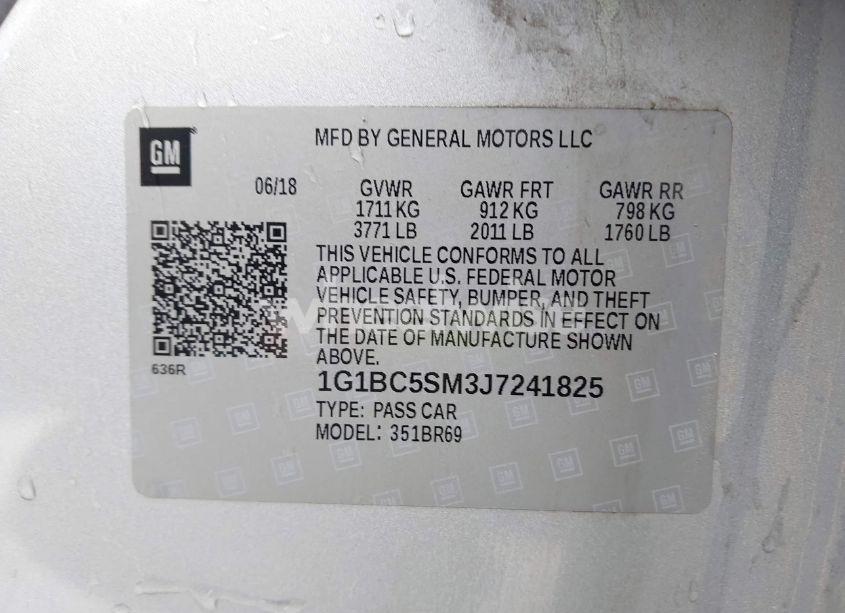 GM
MFD BY GENERAL MOTORS LLC
06/18 GVWR GAWR FRT GAWR RR
1711 KG 912 KG 798 KG
3771 LB 2011 LB 1760 LB
THIS VEHICLE CONFORMS TO ALL
APPLICABLE U.S. FEDERAL MOTOR
VEHICLE SAFETY, BUMPER, AND THEFT
PREVENTION STANDARDS IN EFFECT ON
THE DATE OF MANUFACTURE SHOWN
ABOVE.
636R
1G1BC5SM3J7241825
TYPE: PASS CAR
MODEL: 351BR69